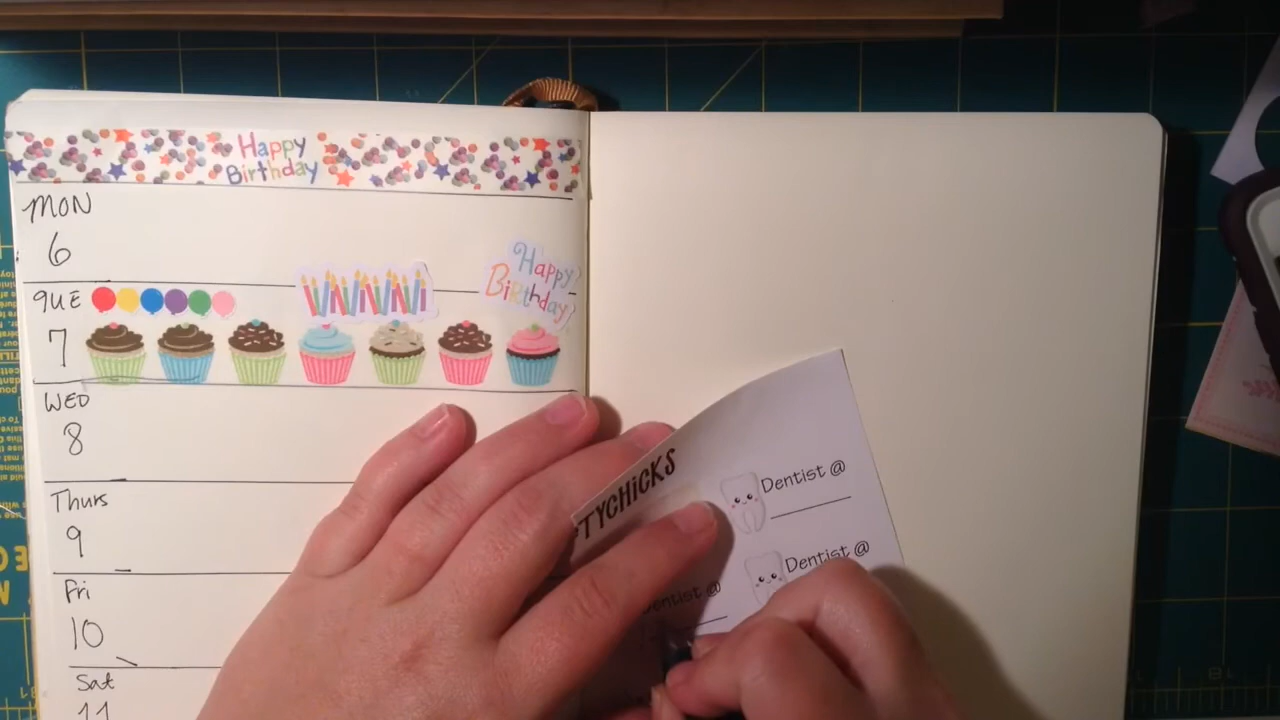 Happy
Birthday
MON
6
Happy
Birthday
TUE
7
WED
8
Thurs
9
Fri
10
Sat
11
TYCHiCKS
Dentist @
Dentist @
Dentist @